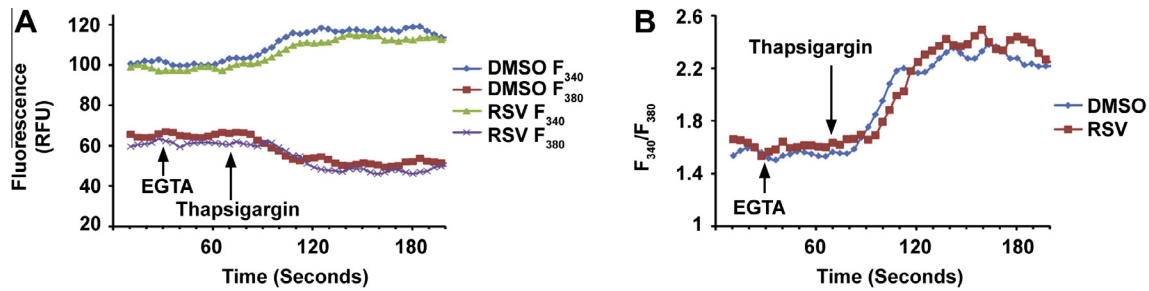 A
Fluorescence
(RFU)
120
100
80
60
40
20
60
120
180
Time (Seconds)
EGTA
Thapsigargin
DMSO F340
DMSO F380
RSV F340
RSV F380
B
F340/F380
2.6
2.2
1.8
1.4
1
60
120
180
Time (Seconds)
Thapsigargin
EGTA
DMSO
RSV